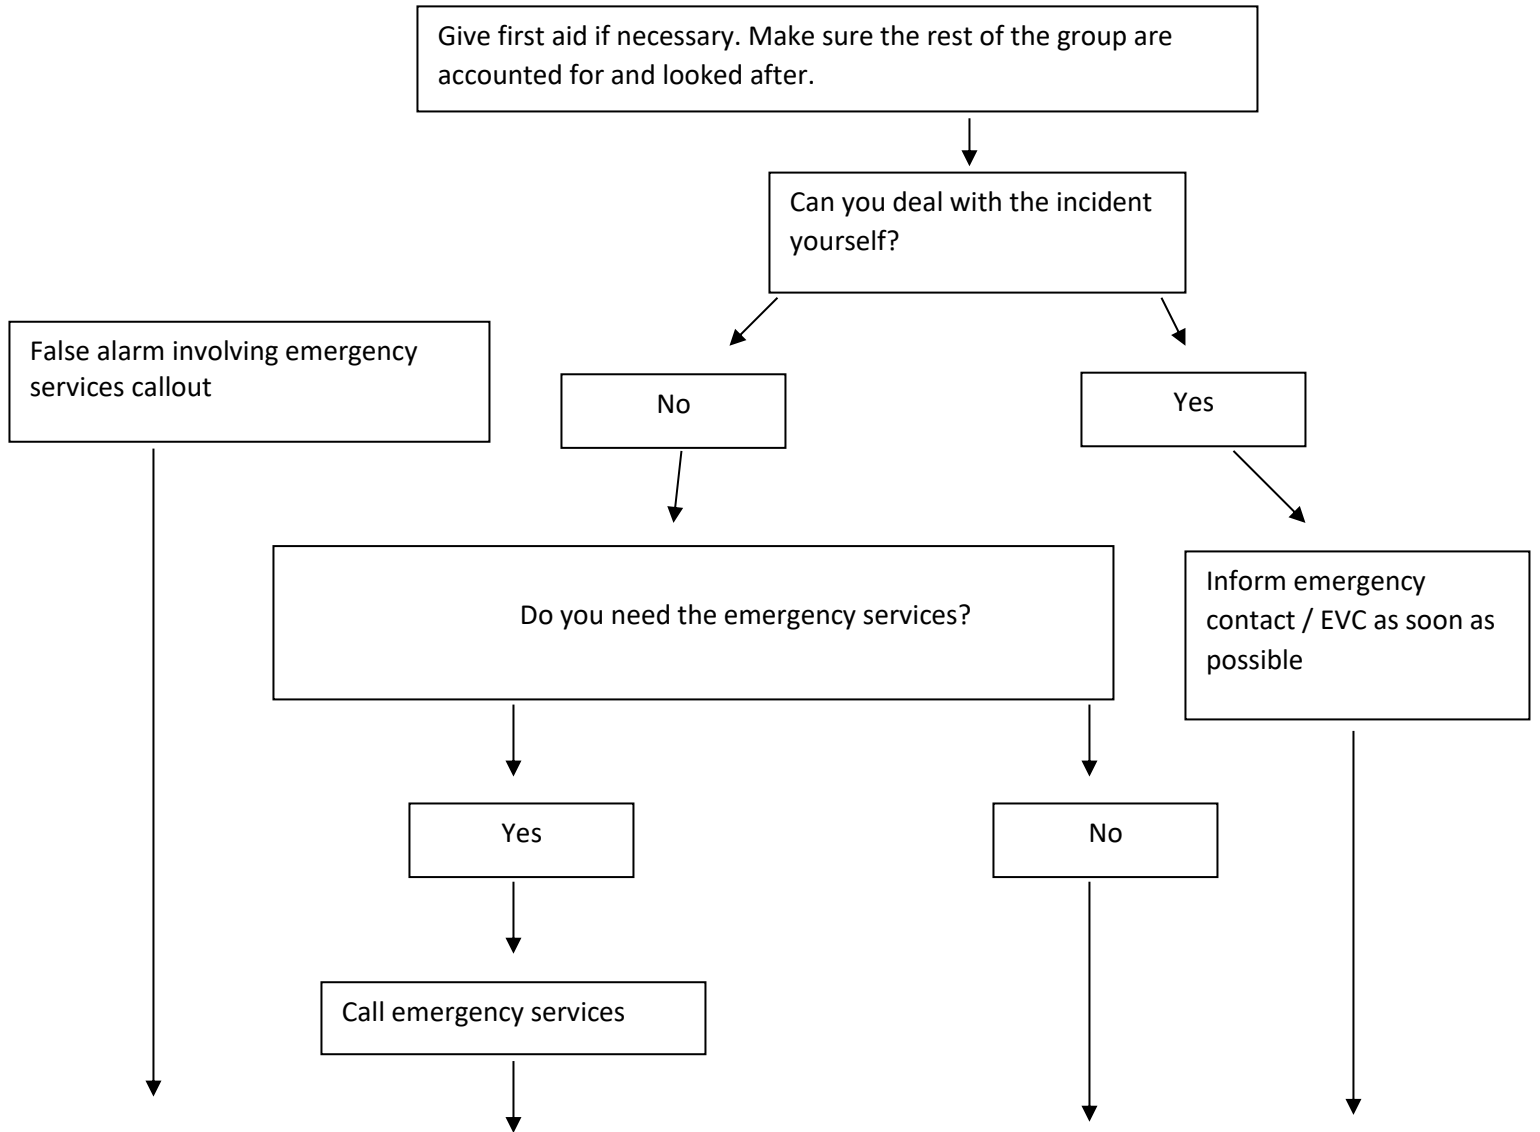 Give first aid if necessary. Make sure the rest of the group are
accounted for and looked after.
Can you deal with the incident
yourself?
False alarm involving emergency
services callout
No
Yes
Do you need the emergency services?
Inform emergency
contact / EVC as soon as
possible
Yes
No
Call emergency services